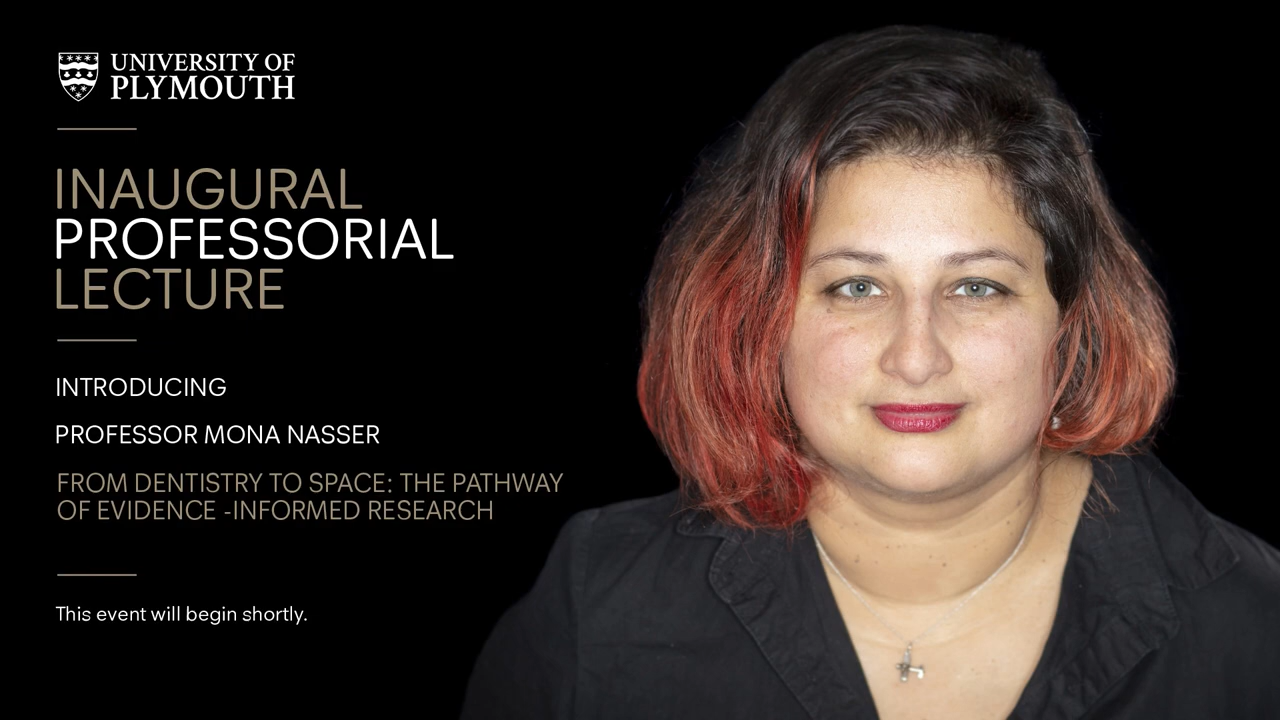 UNIVERSITY OF
PLYMOUTH
INAUGURAL
PROFESSORIAL
LECTURE
INTRODUCING
PROFESSOR MONA NASSER
FROM DENTISTRY TO SPACE: THE PATHWAY
OF EVIDENCE -INFORMED RESEARCH
This event will begin shortly.